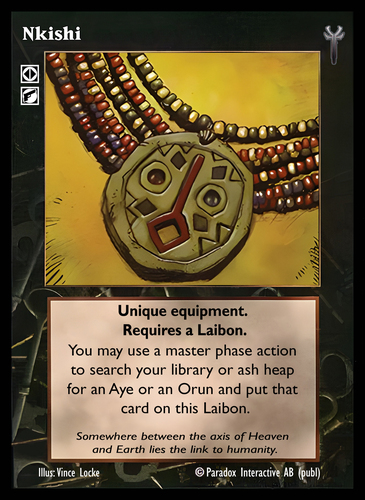 Nkishi
Unique equipment.
Requires a Laibon.
You may use a master phase action
to search your library or ash heap
for an Aye or an Orun and put that
card on this Laibon.
Somewhere between the axis of Heaven
and Earth lies the link to humanity.
Illus: Vince Locke © Paradox Interactive AB (publ)